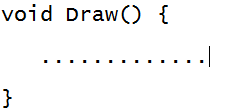 void Draw() {
.............
}